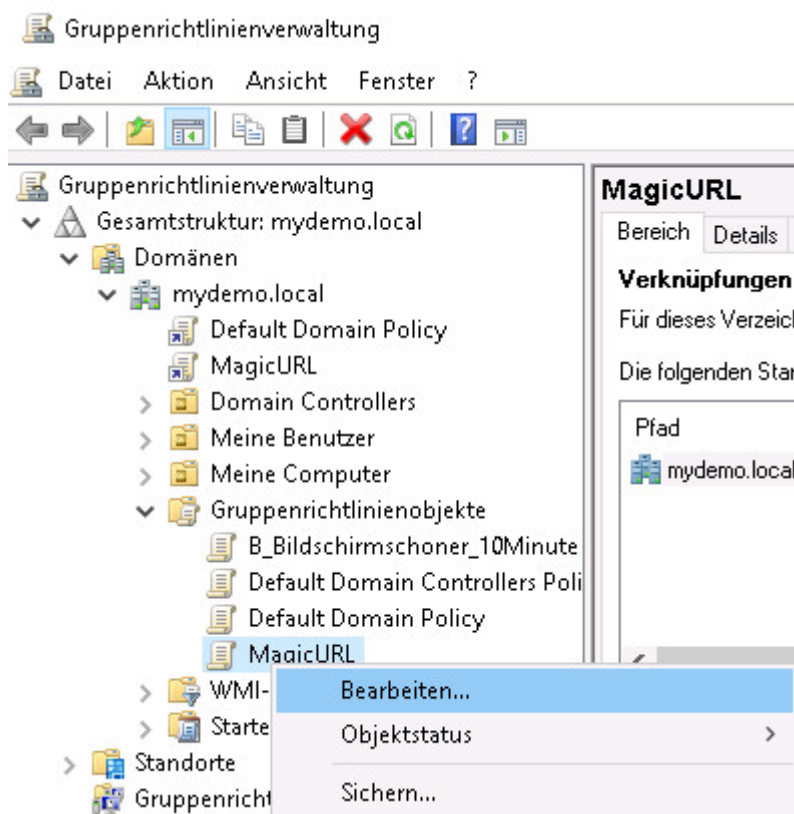 Gruppenrichtlinienverwaltung
Datei Aktion Ansicht Fenster ?
Gruppenrichtlinienverwaltung
Gesamtstruktur: mydemo.local
Domänen
mydemo.local
Default Domain Policy
MagicURL
Domain Controllers
Meine Benutzer
Meine Computer
Gruppenrichtlinienobjekte
B_Bildschirmschoner_10Minute
Default Domain Controllers Poli
Default Domain Policy
MagicURL
WMI-
Starte
Standorte
Gruppenricht
MagicURL
Bereich Details
Verknüpfungen
Für dieses Verzeicl
Die folgenden Star
Pfad
mydemo.local
Bearbeiten...
Objektstatus
Sichern...